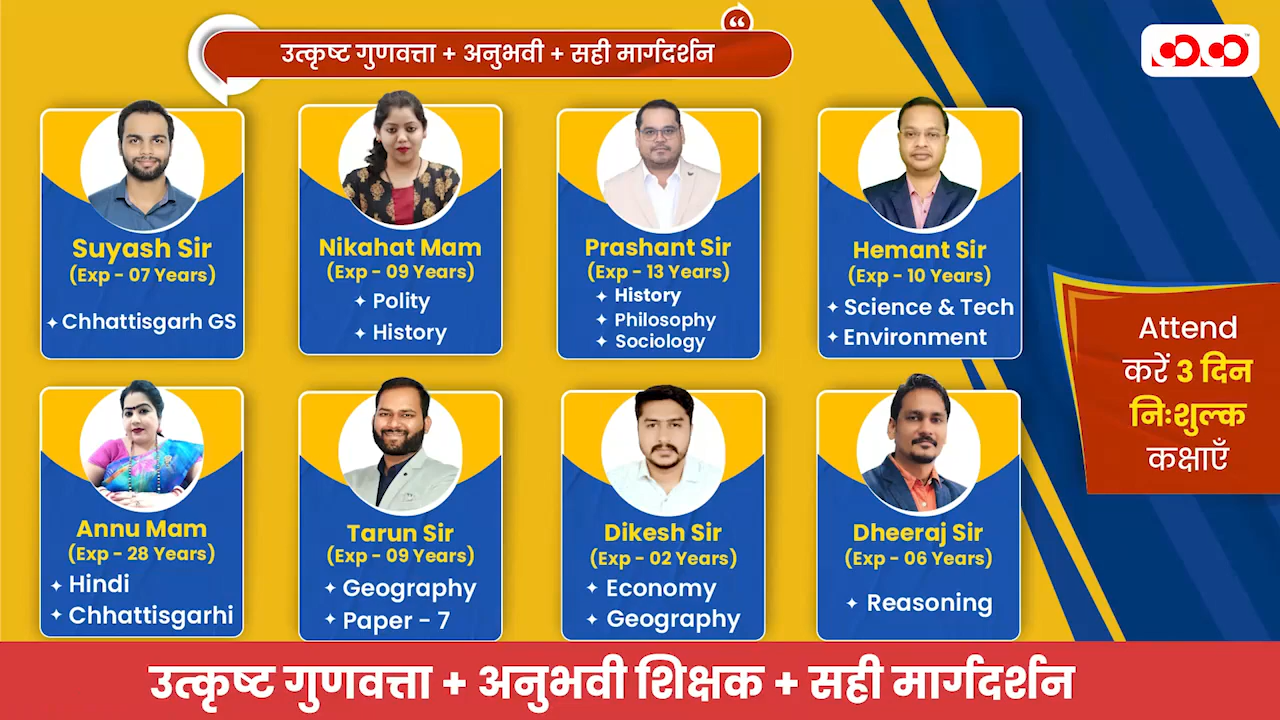 उत्कृष्ट गुणवत्ता + अनुभवी + सही मार्गदर्शन
Suyash Sir
(Exp - 07 Years)
Chhattisgarh GS
Nikahat Mam
(Exp - 09 Years)
Polity
History
Prashant Sir
(Exp - 13 Years)
History
Philosophy
Sociology
Hemant Sir
(Exp - 10 Years)
Science & Tech
Environment
Attend
करें 3 दिन
निःशुल्क
कक्षाएँ
Annu Mam
(Exp - 28 Years)
Hindi
Chhattisgarhi
Tarun Sir
(Exp - 09 Years)
Geography
Paper - 7
Dikesh Sir
(Exp - 02 Years)
Economy
Geography
Dheeraj Sir
(Exp - 06 Years)
Reasoning
उत्कृष्ट गुणवत्ता + अनुभवी शिक्षक + सही मार्गदर्शन